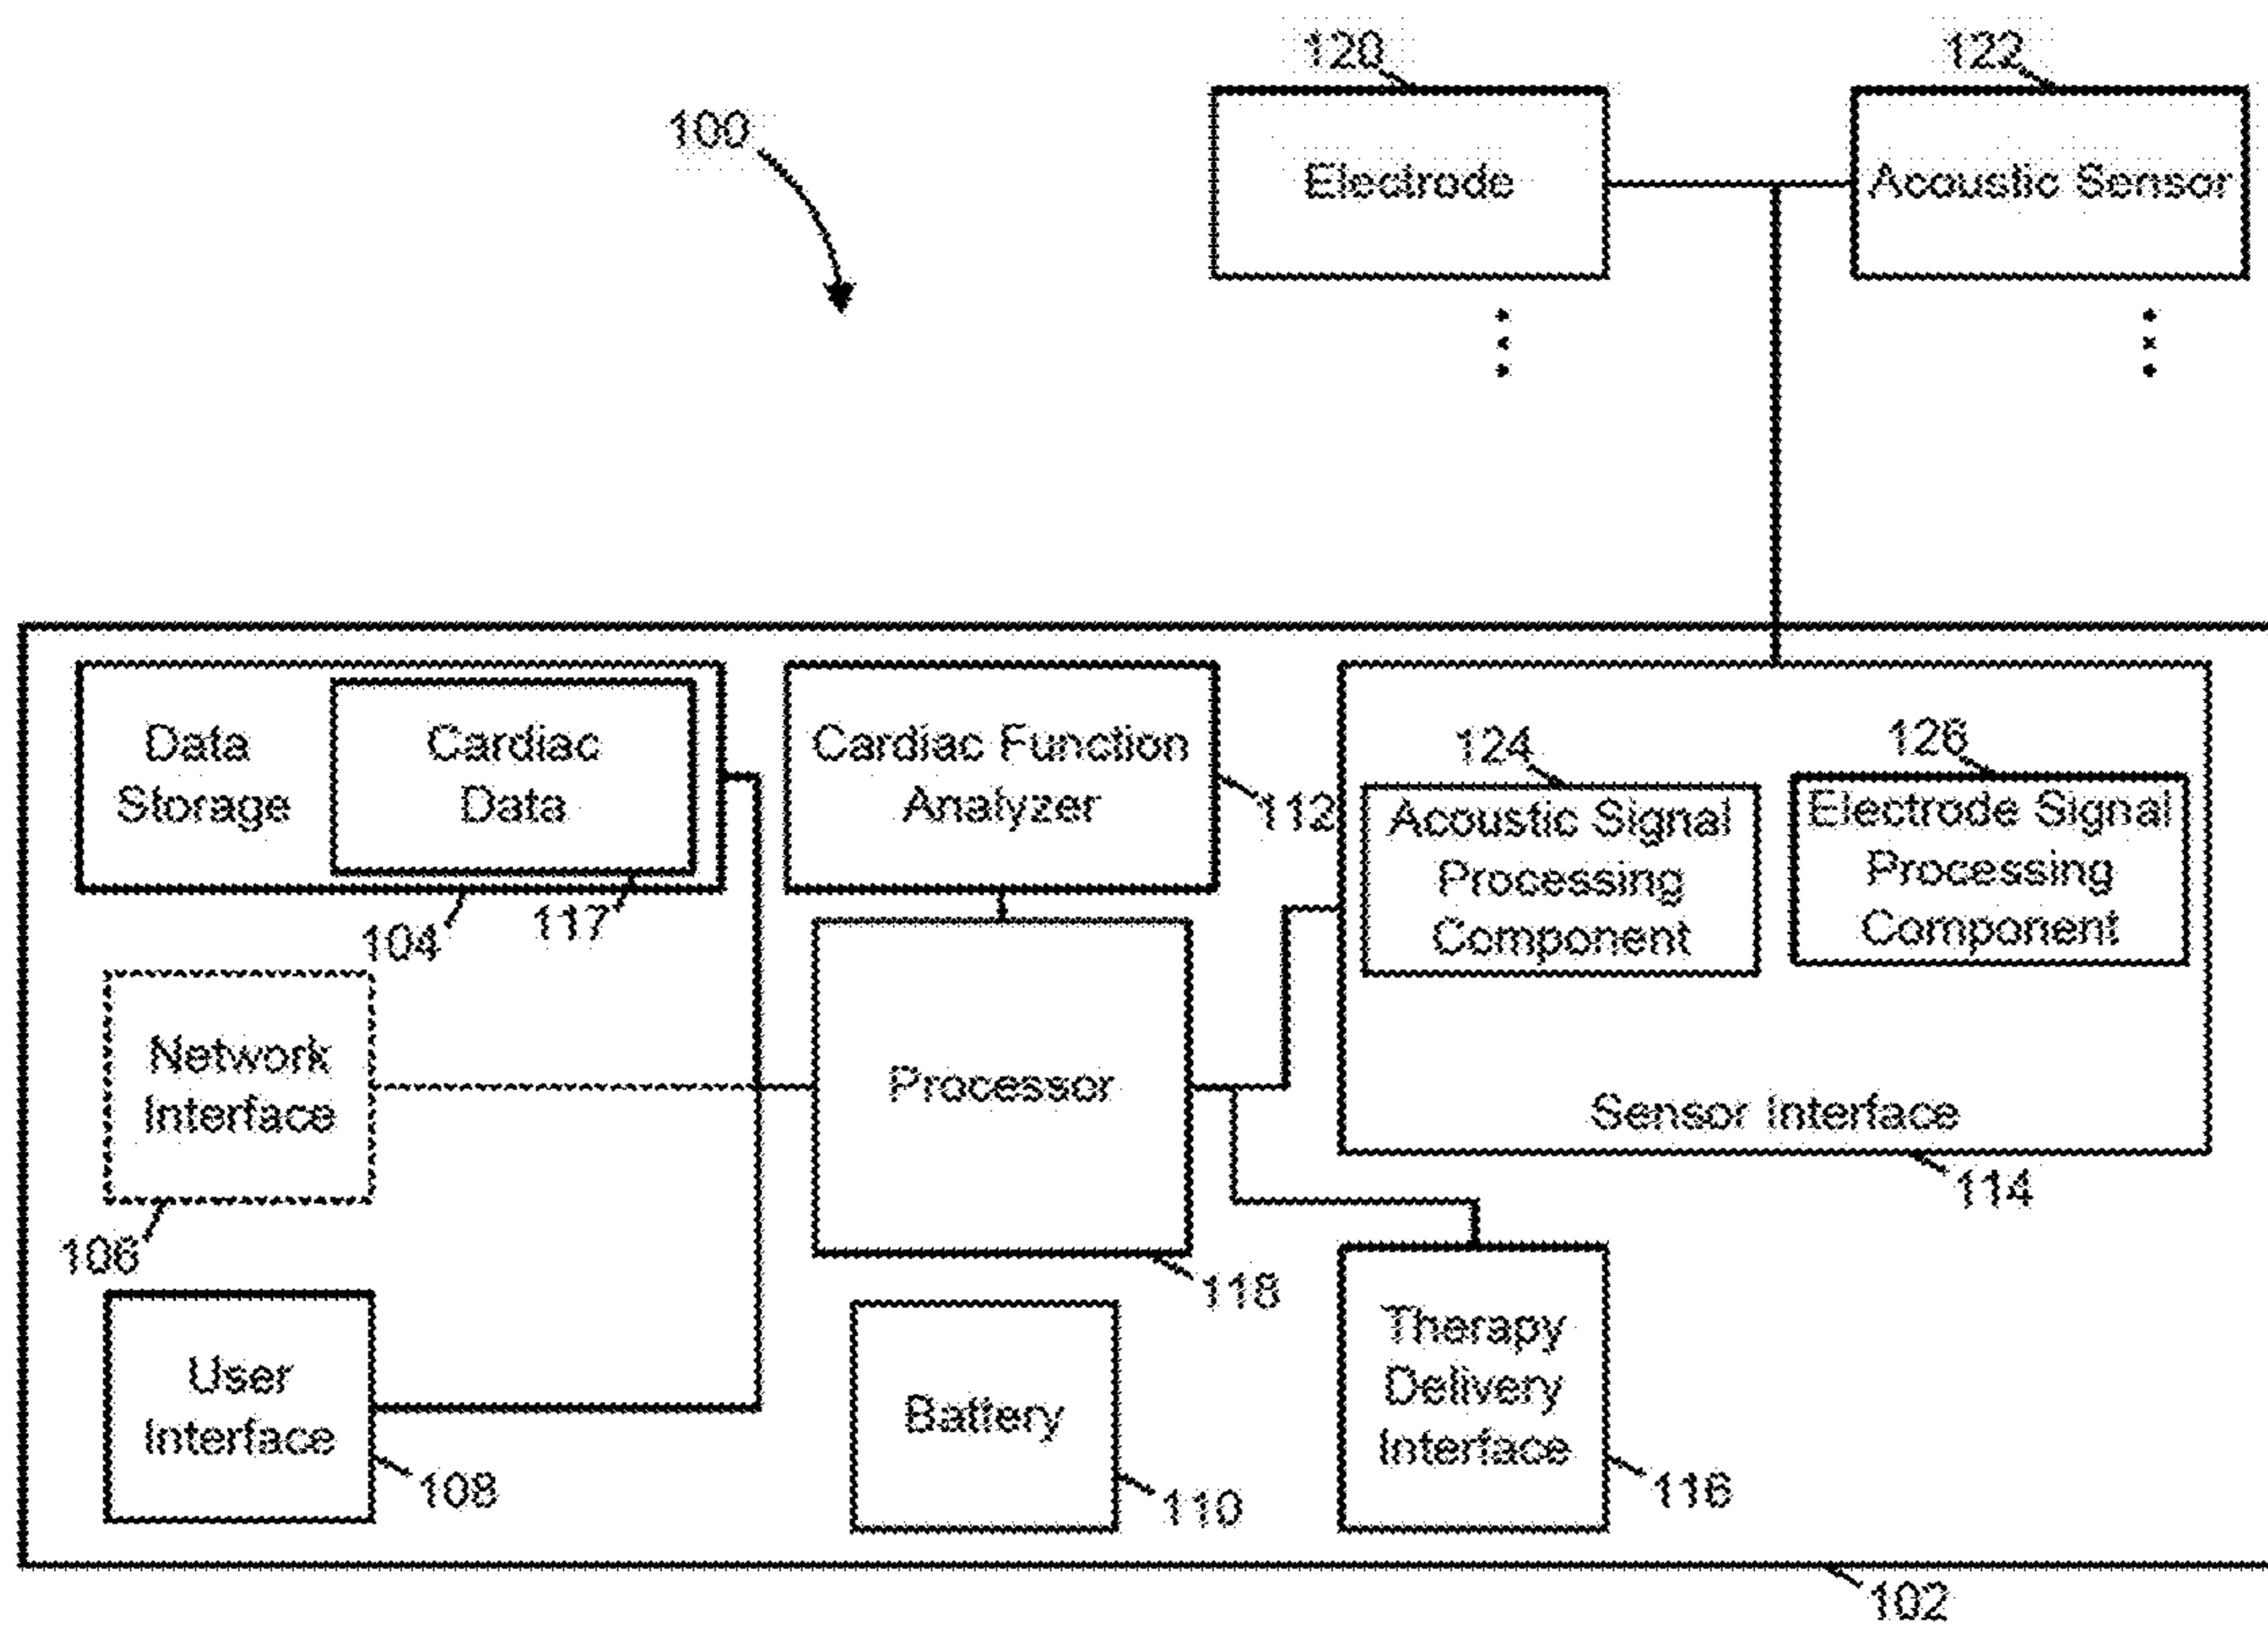 120
122
100
Electrode
Acoustic Sensor
Data
Storage
Cardiac
Data
Cardiac Function
Analyzer
112
124
126
Acoustic Signal
Processing
Component
Electrode Signal
Processing
Component
104
117
Network
Interface
Processor
Sensor Interface
114
106
118
User
Interface
Battery
Therapy
Delivery
Interface
108
110
116
102